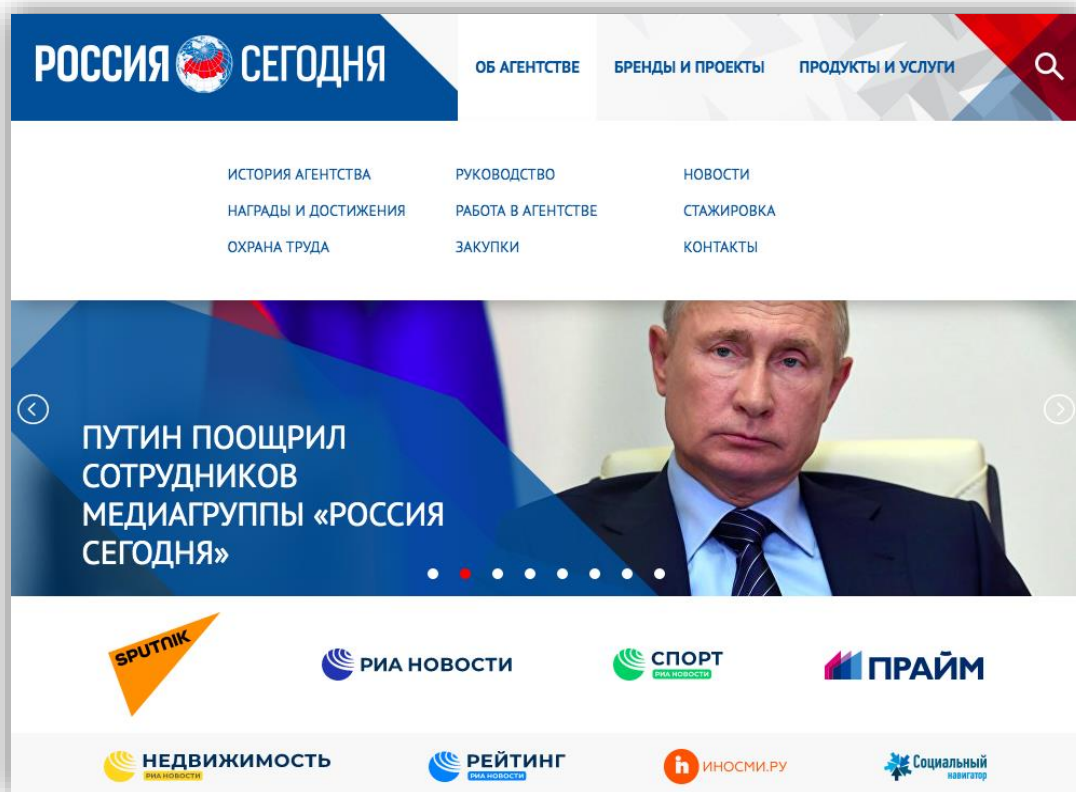 РОССИЯ СЕГОДНЯ
ОБ АГЕНТСТВЕ БРЕНДЫ И ПРОЕКТЫ ПРОДУКТЫ И УСЛУГИ
ИСТОРИЯ АГЕНТСТВА РУКОВОДСТВО НОВОСТИ
НАГРАДЫ И ДОСТИЖЕНИЯ РАБОТА В АГЕНТСТВЕ СТАЖИРОВКА
ОХРАНА ТРУДА ЗАКУПКИ КОНТАКТЫ
ПУТИН ПООЩРИЛ
СОТРУДНИКОВ
МЕДИАГРУППЫ «РОССИЯ
СЕГОДНЯ»
SPUTNIK
РИА НОВОСТИ
СПОРТ
РИА НОВОСТИ
ПРАЙМ
НЕДВИЖИМОСТЬ
РИА НОВОСТИ
РЕЙТИНГ
РИА НОВОСТИ
ИНОСМИ.РУ
Социальный
навигатор